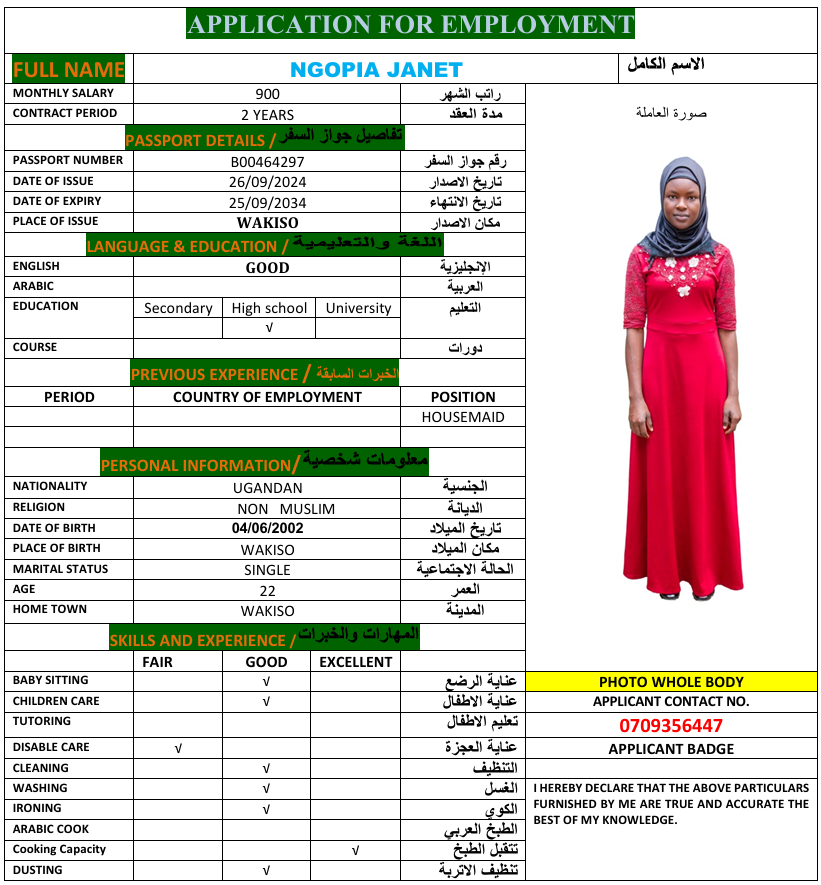 APPLICATION FOR EMPLOYMENT
FULL NAME NGOPIA JANET الاسم الكامل
MONTHLY SALARY 900 راتب الشهر
CONTRACT PERIOD 2 YEARS مدة العقد
صورة العاملة
PASSPORT DETAILS / تفاصيل جواز السفر
PASSPORT NUMBER B00464297 رقم جواز السفر
DATE OF ISSUE 26/09/2024 تاريخ الاصدار
DATE OF EXPIRY 25/09/2034 تاريخ الانتهاء
PLACE OF ISSUE WAKISO مكان الاصدار
LANGUAGE & EDUCATION / اللغة والتعليمية
ENGLISH GOOD الإنجليزية
ARABIC العربية
EDUCATION Secondary High school University التعليم
√
COURSE دورات
PREVIOUS EXPERIENCE / الخبرات السابقة
PERIOD COUNTRY OF EMPLOYMENT POSITION
HOUSEMAID
PERSONAL INFORMATION/ معلومات شخصية
NATIONALITY UGANDAN الجنسية
RELIGION NON MUSLIM الديانة
DATE OF BIRTH 04/06/2002 تاريخ الميلاد
PLACE OF BIRTH WAKISO مكان الميلاد
MARITAL STATUS SINGLE الحالة الاجتماعية
AGE 22 العمر
HOME TOWN WAKISO المدينة
SKILLS AND EXPERIENCE / المهارات والخبرات
FAIR GOOD EXCELLENT
BABY SITTING √ عناية الرضع
CHILDREN CARE √ عناية الاطفال
TUTORING تعليم الاطفال
DISABLE CARE √ عناية العجزة
CLEANING √ التنظيف
WASHING √ الغسل
IRONING √ الكوي
ARABIC COOK الطبخ العربي
Cooking Capacity √ تتقبل الطبخ
DUSTING √ تنظيف الاتربة
PHOTO WHOLE BODY
APPLICANT CONTACT NO.
0709356447
APPLICANT BADGE
I HEREBY DECLARE THAT THE ABOVE PARTICULARS
FURNISHED BY ME ARE TRUE AND ACCURATE THE
BEST OF MY KNOWLEDGE.